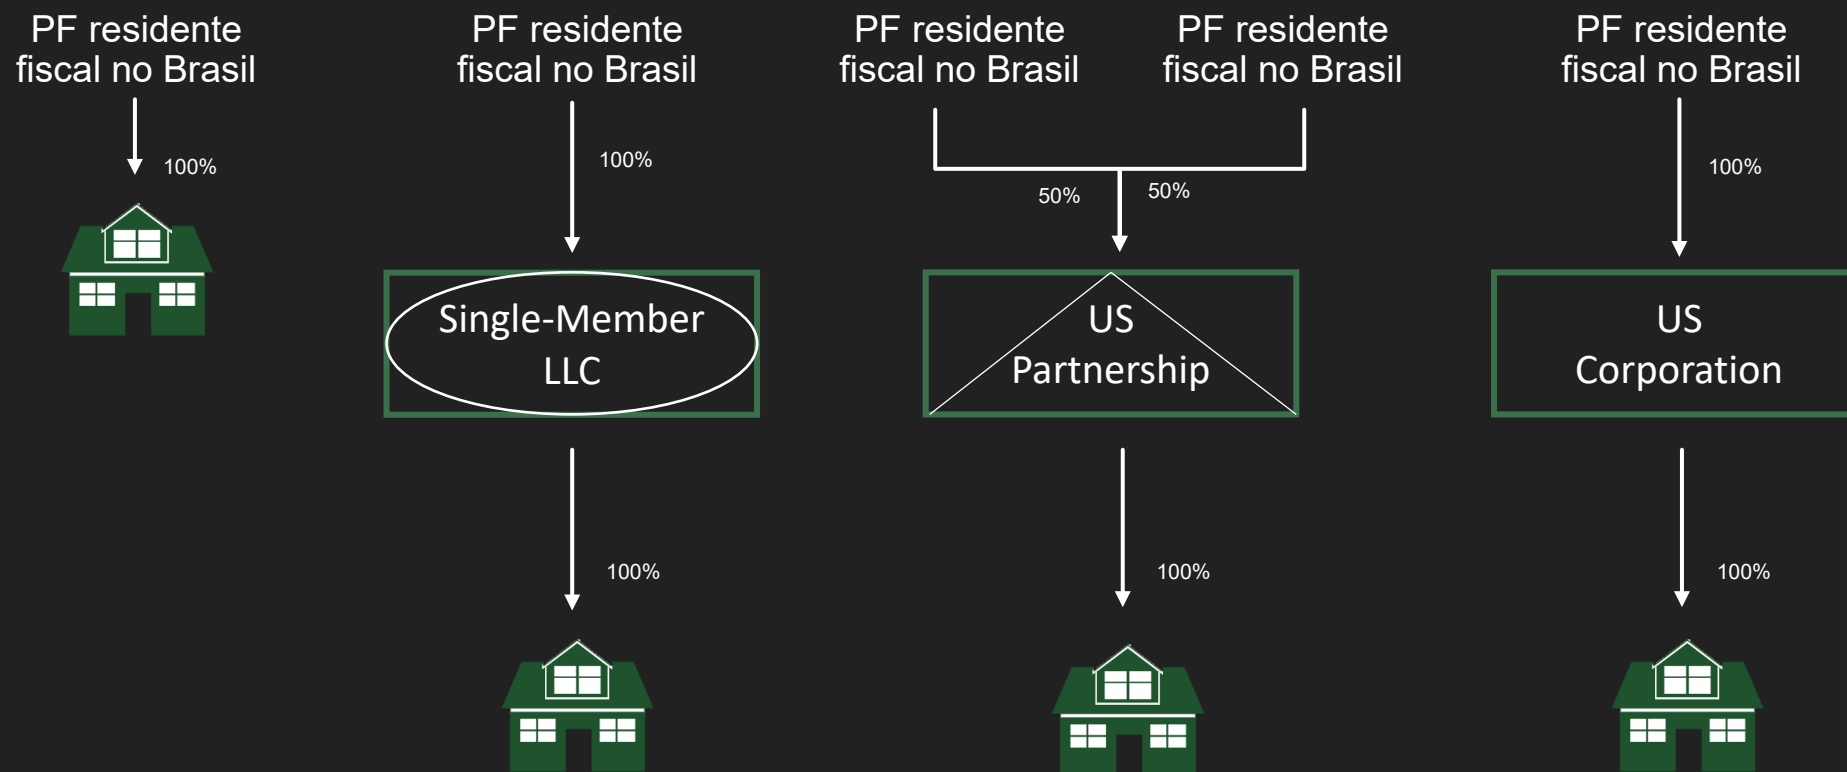 PF residente
fiscal no Brasil
100%
PF residente
fiscal no Brasil
100%
Single-Member
LLC
100%
PF residente
fiscal no Brasil
PF residente
fiscal no Brasil
50%
50%
US
Partnership
100%
PF residente
fiscal no Brasil
100%
US
Corporation
100%